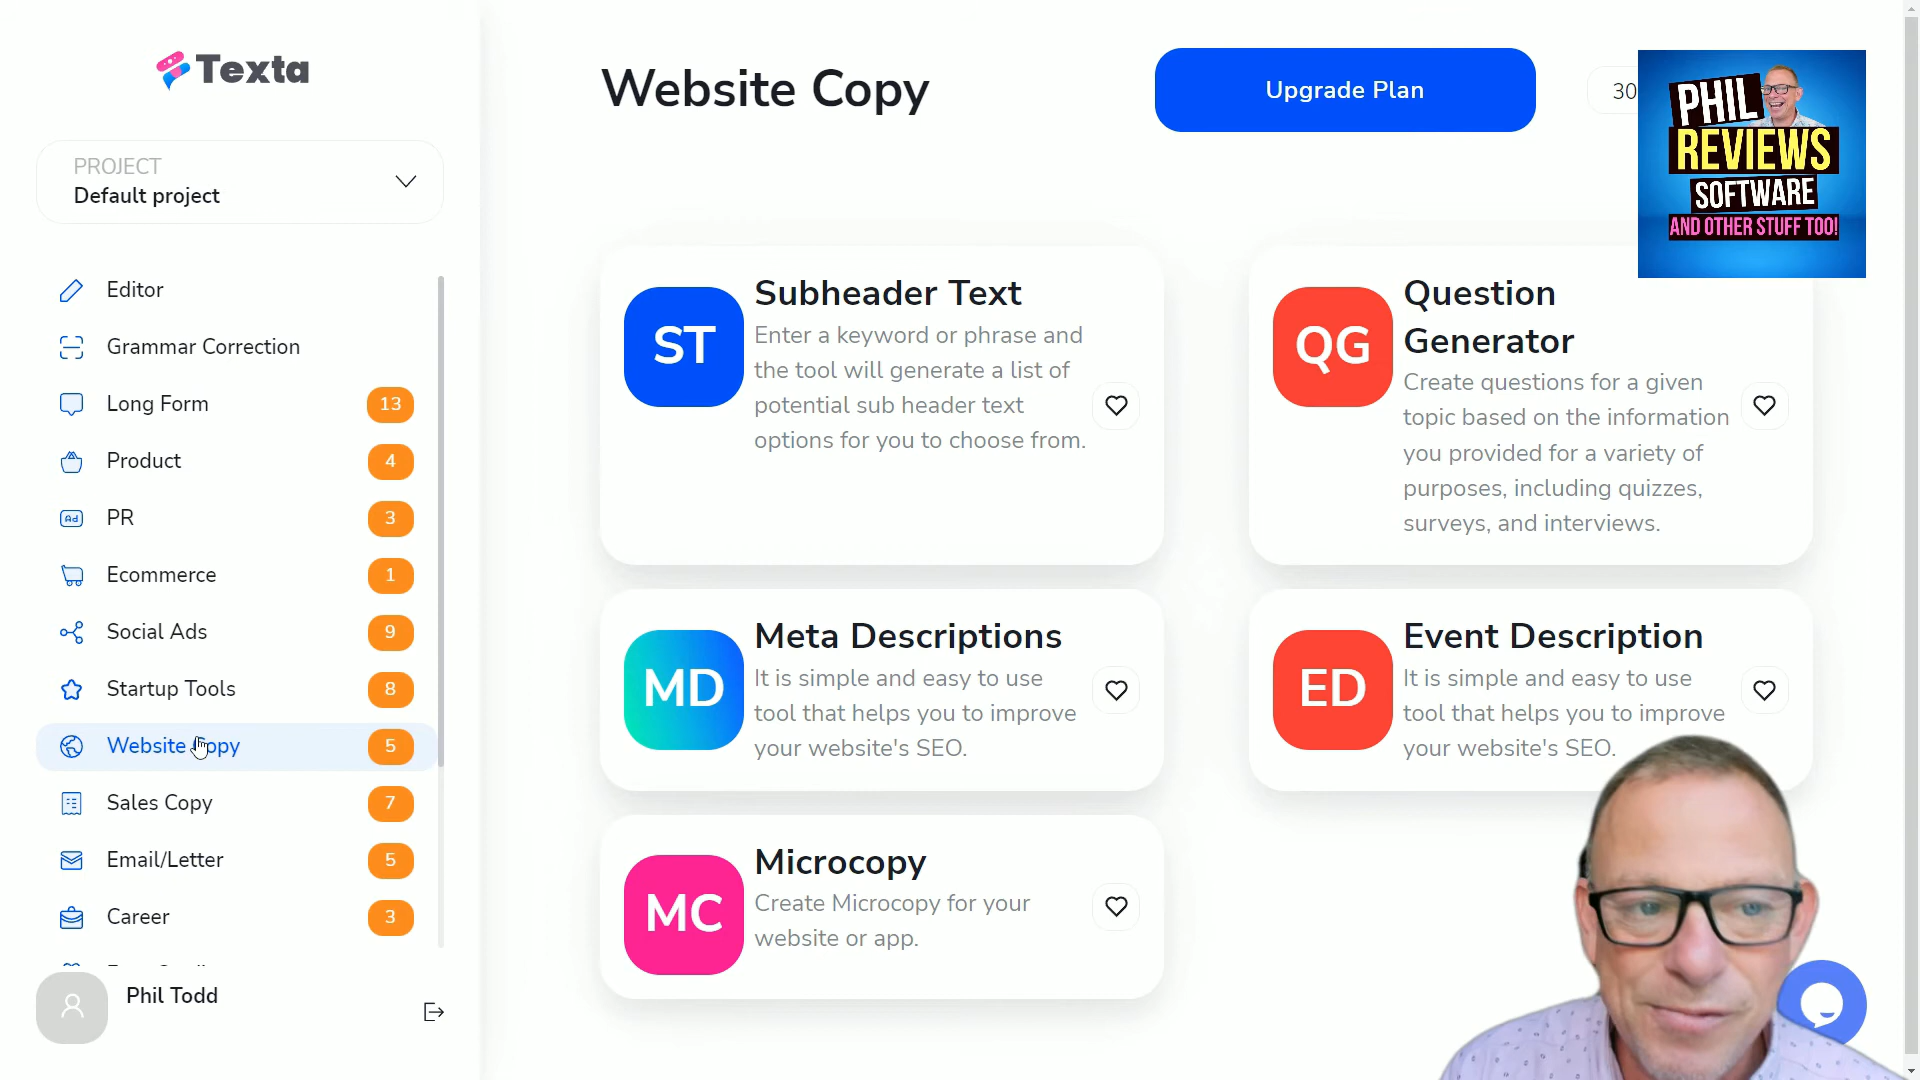 Texta
PROJECT
Default project
Editor
Grammar Correction
Long Form 13
Product 4
PR 3
Ecommerce 1
Social Ads 9
Startup Tools 8
Website Copy 5
Sales Copy 7
Email/Letter 5
Career 3
Phil Todd
Website Copy
Upgrade Plan
30
PHIL
REVIEWS
SOFTWARE
AND OTHER STUFF TOO!
ST
Subheader Text
Enter a keyword or phrase and
the tool will generate a list of
potential sub header text
options for you to choose from.
QG
Question
Generator
Create questions for a given
topic based on the information
you provided for a variety of
purposes, including quizzes,
surveys, and interviews.
MD
Meta Descriptions
It is simple and easy to use
tool that helps you to improve
your website's SEO.
ED
Event Description
It is simple and easy to use
tool that helps you to improve
your website's SEO.
MC
Microcopy
Create Microcopy for your
website or app.